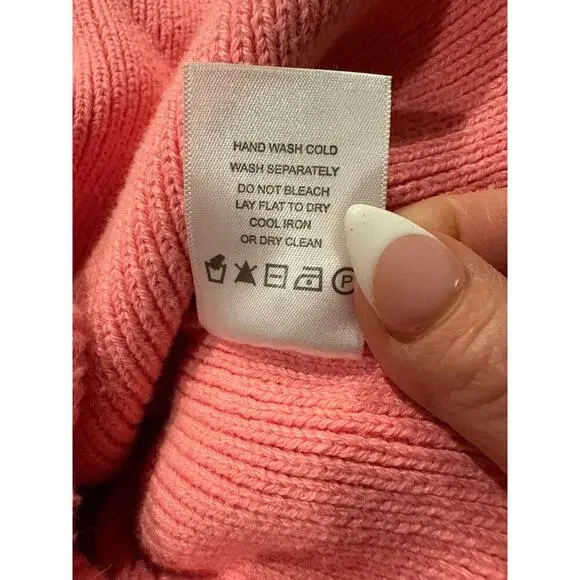 HAND WASH COLD
WASH SEPARATELY
DO NOT BLEACH
LAY FLAT TO DRY
COOL IRON
OR DRY CLEAN
P